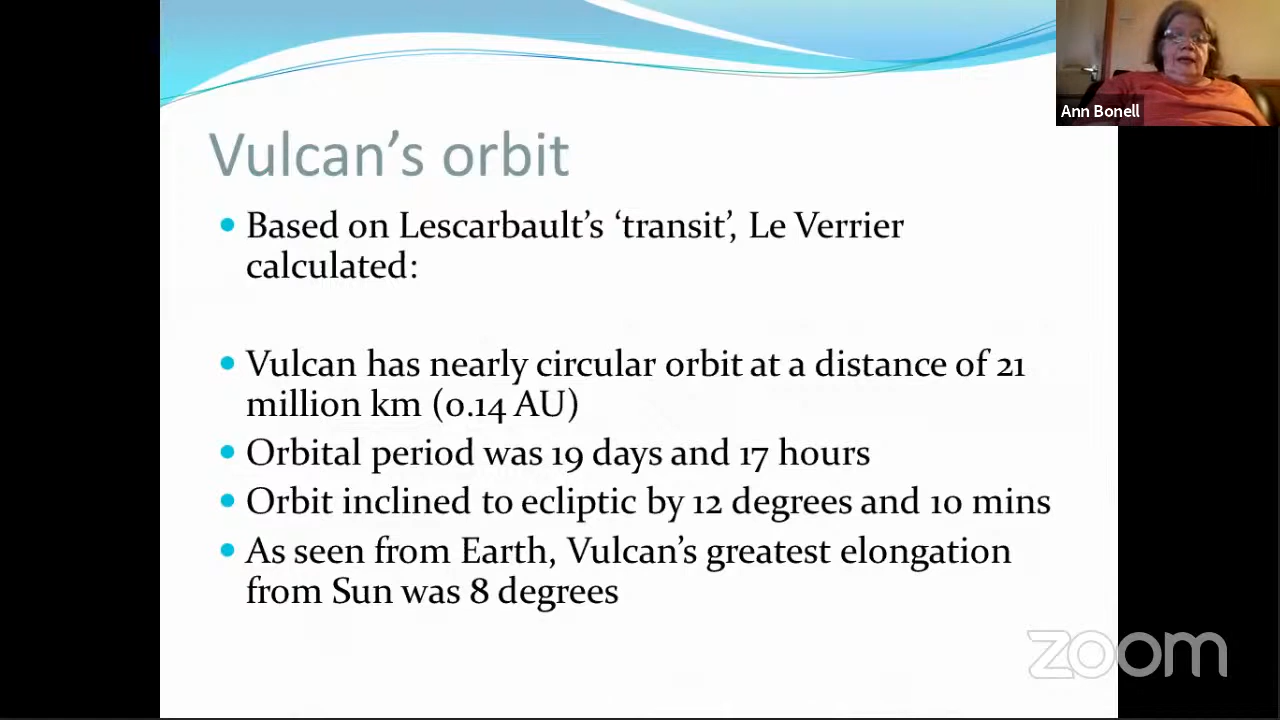 Ann Bonell
Vulcan's orbit
• Based on Lescarbault's ‘transit’, Le Verrier
calculated:
• Vulcan has nearly circular orbit at a distance of 21
million km (0.14 AU)
• Orbital period was 19 days and 17 hours
• Orbit inclined to ecliptic by 12 degrees and 10 mins
• As seen from Earth, Vulcan's greatest elongation
from Sun was 8 degrees
zoom